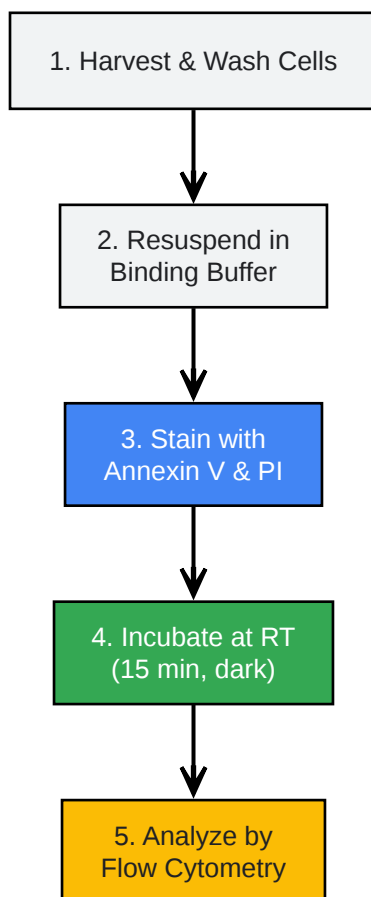 1. Harvest & Wash Cells
2. Resuspend in
Binding Buffer
3. Stain with
Annexin V & PI
4. Incubate at RT
(15 min, dark)
5. Analyze by
Flow Cytometry